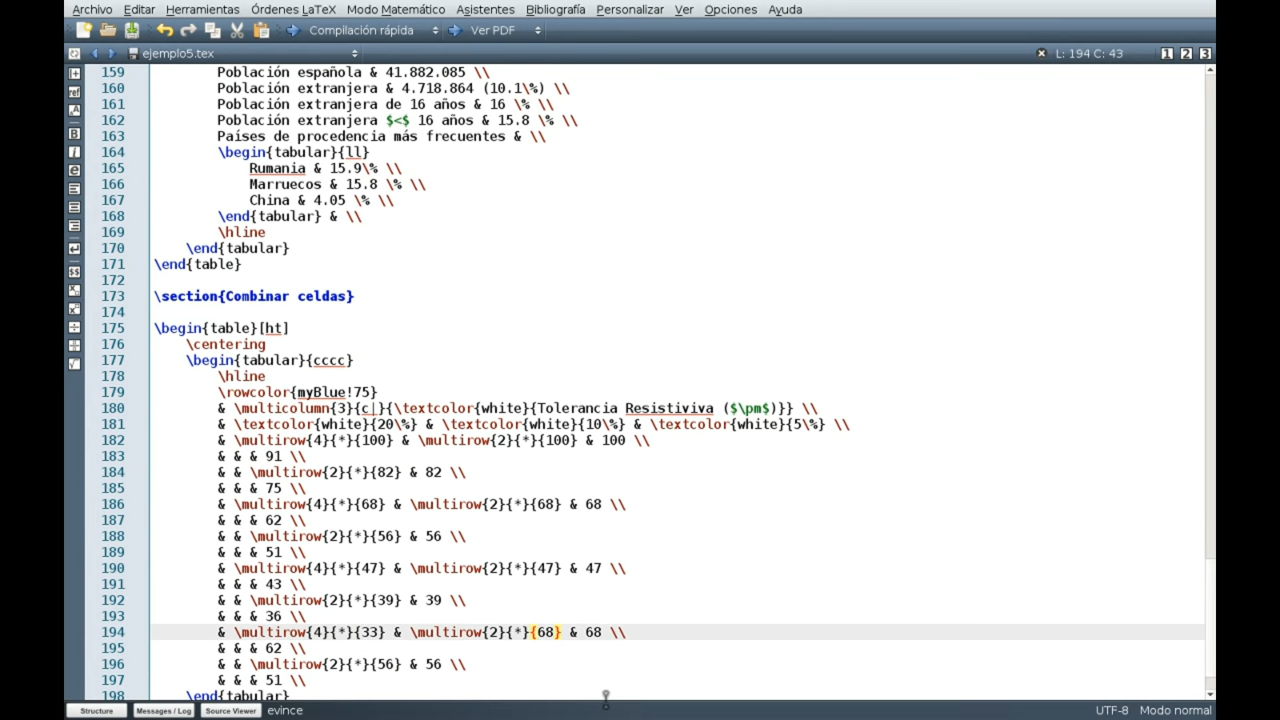 Archivo Editar Herramientas Órdenes LaTeX Modo Matemático Asistentes Bibliografía Personalizar Ver Opciones Ayuda
Compilación rápida Ver PDF
ejemplo5.tex L: 194 C: 43 1 2 3
159 Población española & 41.882.085 \\
160 Población extranjera & 4.718.864 (10.1\%) \\
161 Población extranjera de 16 años & 16 \% \\
162 Población extranjera $<$ 16 años & 15.8 \% \\
163 Países de procedencia más frecuentes & \\
164 \begin{tabular}{ll}
165 Rumania & 15.9\% \\
166 Marruecos & 15.8 \% \\
167 China & 4.05 \% \\
168 \end{tabular} & \\
169 \hline
170 \end{tabular}
171 \end{table}
172
173 \section{Combinar celdas}
174
175 \begin{table}[ht]
176 \centering
177 \begin{tabular}{cccc}
178 \hline
179 \rowcolor{myBlue!75}
180 & \multicolumn{3}{c|}{\textcolor{white}{Tolerancia Resistiviva ($\pm$)}} \\
181 & \textcolor{white}{20\%} & \textcolor{white}{10\%} & \textcolor{white}{5\%} \\
182 & \multirow{4}{*}{100} & \multirow{2}{*}{100} & 100 \\
183 & & & 91 \\
184 & & \multirow{2}{*}{82} & 82 \\
185 & & & 75 \\
186 & \multirow{4}{*}{68} & \multirow{2}{*}{68} & 68 \\
187 & & & 62 \\
188 & & \multirow{2}{*}{56} & 56 \\
189 & & & 51 \\
190 & \multirow{4}{*}{47} & \multirow{2}{*}{47} & 47 \\
191 & & & 43 \\
192 & & \multirow{2}{*}{39} & 39 \\
193 & & & 36 \\
194 & \multirow{4}{*}{33} & \multirow{2}{*}{68} & 68 \\
195 & & & 62 \\
196 & & \multirow{2}{*}{56} & 56 \\
197 & & & 51 \\
198 \end{tabular}
Structure Messages / Log Source Viewer evince UTF-8 Modo normal